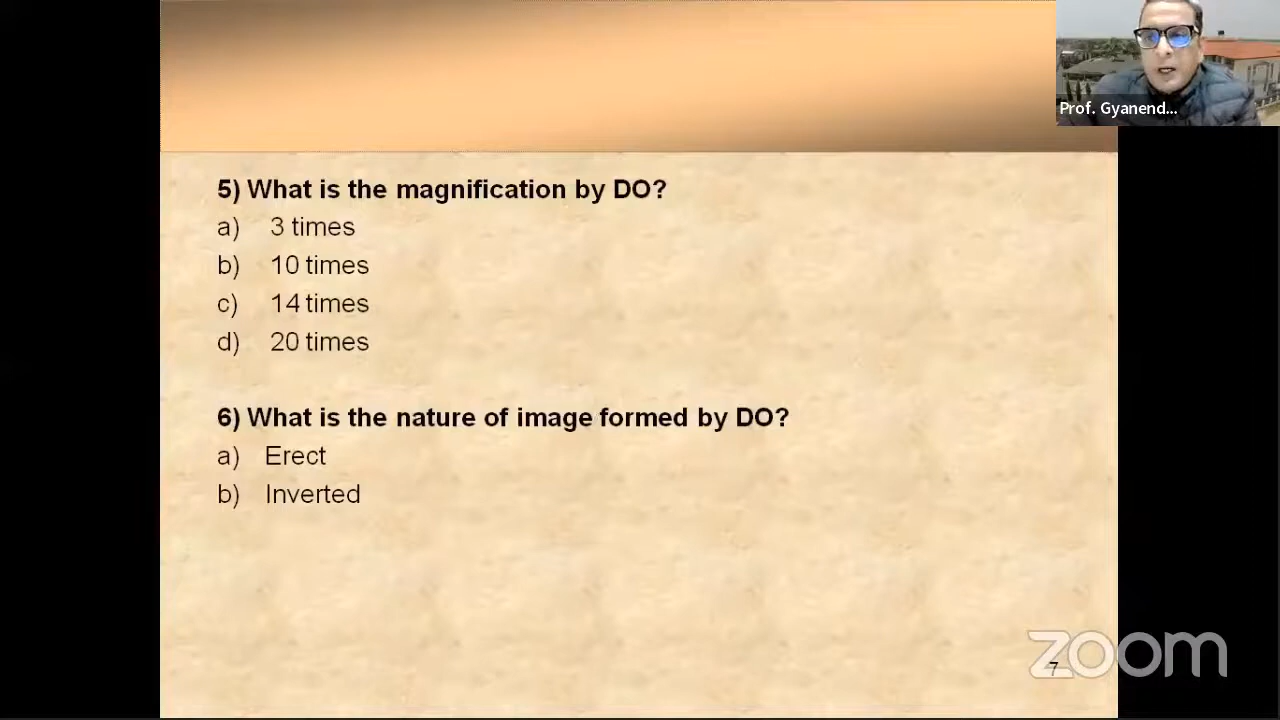 Prof. Gyanend...
5) What is the magnification by DO?
a) 3 times
b) 10 times
c) 14 times
d) 20 times
6) What is the nature of image formed by DO?
a) Erect
b) Inverted
7
zoom